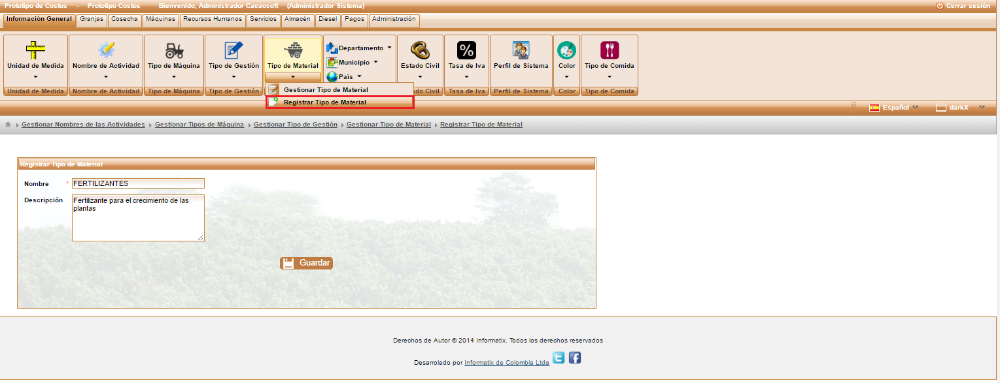 Prototipo de Costos - Prototipo Costos Bienvenido, Administrador Cacaosoft (Administrador Sistema) Cerrar sesión
Información General Granjas Cosecha Máquinas Recursos Humanos Servicios Almacén Diesel Pagos Administración
Departamento
Municipio
País
Unidad de Medida Nombre de Actividad Tipo de Máquina Tipo de Gestión Tipo de Material Estado Civil Tasa de Iva Perfil de Sistema Color Tipo de Comida
Unidad de Medida Nombre de Actividad Tipo de Máquina Tipo de Gestión do Civil Tasa de Iva Perfil de Sistema Color Tipo de Comida
Gestionar Tipo de Material
Registrar Tipo de Material
Español darkX
Gestionar Nombres de las Actividades Gestionar Tipos de Máquina Gestionar Tipo de Gestión Gestionar Tipo de Material Registrar Tipo de Material
Registrar Tipo de Material
Nombre * FERTILIZANTES
Descripción Fertilizante para el crecimiento de las
plantas
Guardar
Derechos de Autor © 2014 Informatix. Todos los derechos reservados
Desarrolado por Informatix de Colombia Ltda